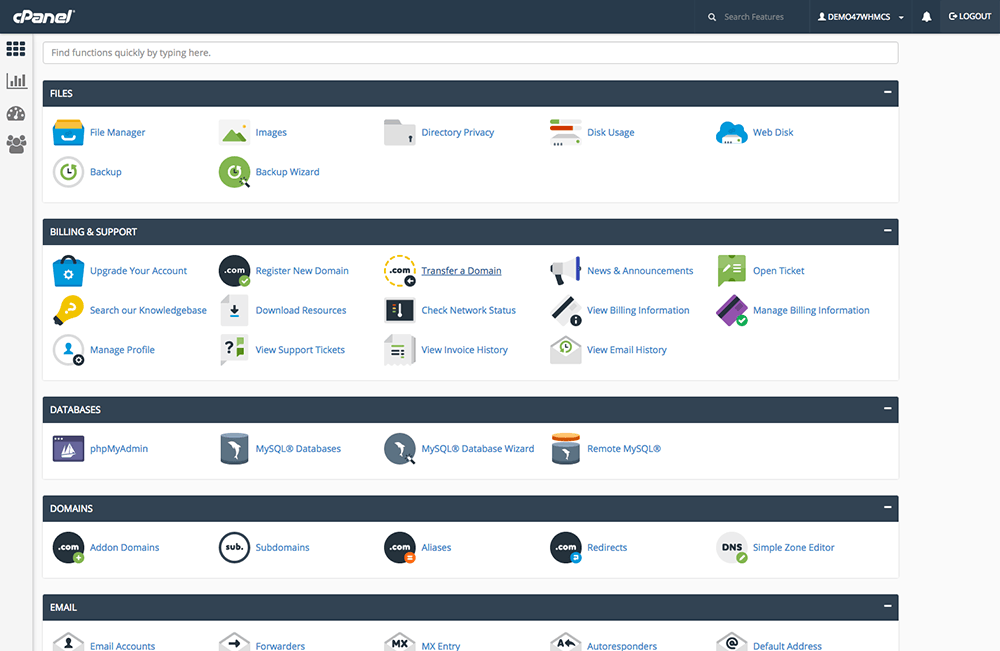 cPanel®
Search Features
DEMO47WHMCS
LOGOUT
Find functions quickly by typing here.
FILES
File Manager
Images
Directory Privacy
Disk Usage
Web Disk
Backup
Backup Wizard
BILLING & SUPPORT
Upgrade Your Account
.com
Register New Domain
.com
Transfer a Domain
News & Announcements
Open Ticket
Search our Knowledgebase
Download Resources
Check Network Status
View Billing Information
Manage Billing Information
Manage Profile
View Support Tickets
View Invoice History
View Email History
DATABASES
phpMyAdmin
MySQL® Databases
MySQL® Database Wizard
Remote MySQL®
DOMAINS
.com
Addon Domains
sub.
Subdomains
.com
Aliases
.com
Redirects
DNS
Simple Zone Editor
EMAIL
Email Accounts
Forwarders
MX
MX Entry
A
Autoresponders
@
Default Address